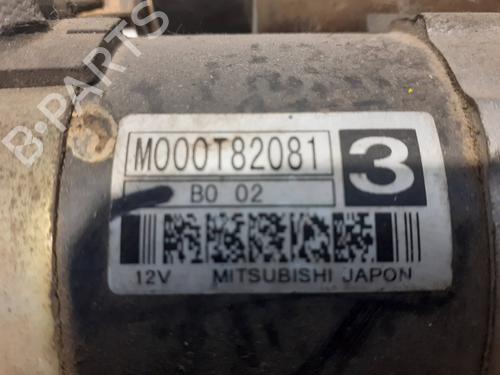 B-PARTS
M000T82081
3
B0 02
12V MITSUBISHI JAPON